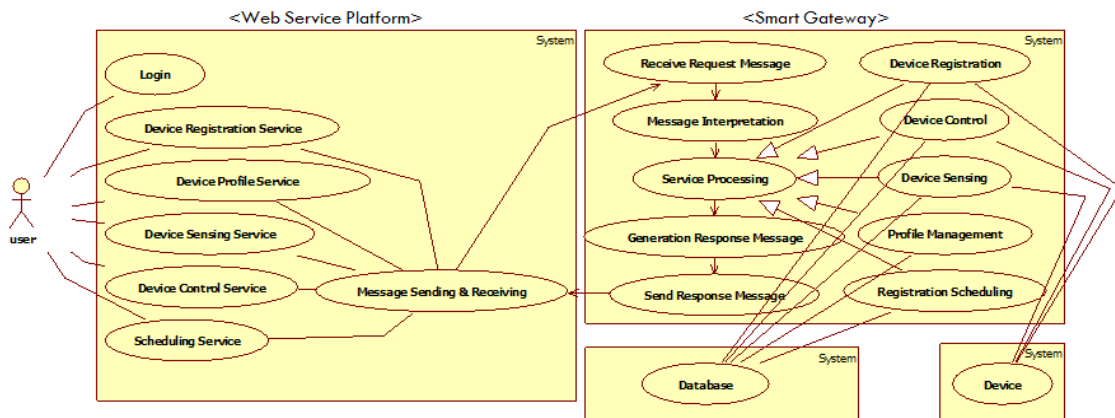 <Web Service Platform>
System
Login
Device Registration Service
Device Profile Service
Device Sensing Service
Device Control Service
Scheduling Service
Message Sending & Receiving
user
<Smart Gateway>
System
Receive Request Message
Message Interpretation
Service Processing
Generation Response Message
Send Response Message
Device Registration
Device Control
Device Sensing
Profile Management
Registration Scheduling
System
Database
System
Device